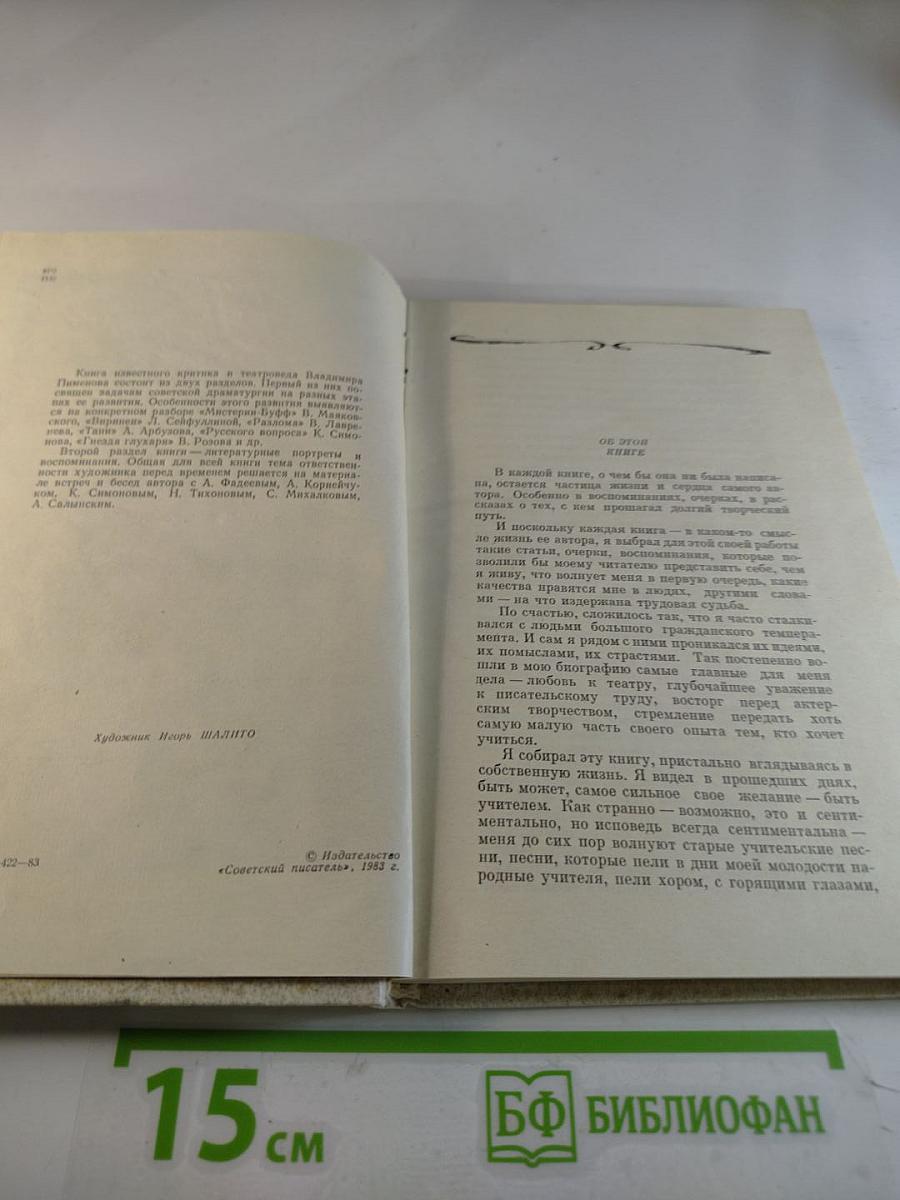 Книга известного критика и театроведа Владимира
Пименова состоит из двух разделов. Первый из них по-
священ задачам советской драматургии на разных эта-
пах ее развития. Особенности этого развития выявляют-
ся на конкретном разборе «Мистерии-Буфф» В. Маяков-
ского, «Виринеи» Л. Сейфуллиной, «Разлома» В. Лавре-
нева, «Тани» А. Арбузова, «Русского вопроса» К. Симо-
нова, «Гнезда глухаря» В. Розова и др.
Второй раздел книги — литературные портреты и
воспоминания. Общая для всей книги тема ответствен-
ности художника перед временем решается на материа-
ле встреч и бесед автора с А. Фадеевым, А. Корнейчу-
ком, К. Симоновым, Н. Тихоновым, С. Михалковым,
А. Салынским.
Художник Игорь ШАЛИТО
422—83
© Издательство
«Советский писатель», 1983 г.
ОБ ЭТОЙ
КНИГЕ
В каждой книге, о чем бы она ни была написа-
на, остается частица жизни и сердца самого ав-
тора. Особенно в воспоминаниях, очерках, в рас-
сказах о тех, с кем прошагал долгий творческий
путь.
И поскольку каждая книга — в каком-то смыс-
ле жизнь ее автора, я выбрал для этой своей работы
такие статьи, очерки, воспоминания, которые по-
зволили бы моему читателю представить себе, чем
я живу, что волнует меня в первую очередь, какие
качества нравятся мне в людях, другими слова-
ми — на что издержана трудовая судьба.
По счастью, сложилось так, что я часто сталки-
вался с людьми большого гражданского темпера-
мента. И сам я рядом с ними проникался их идеями,
их помыслами, их страстями. Так постепенно во-
шли в мою биографию самые главные для меня
дела — любовь к театру, глубочайшее уважение
к писательскому труду, восторг перед актер-
ским творчеством, стремление передать хоть
самую малую часть своего опыта тем, кто хочет
учиться.
Я собирал эту книгу, пристально вглядываясь в
собственную жизнь. Я видел в прошедших днях,
быть может, самое сильное свое желание — быть
учителем. Как странно — возможно, это и сенти-
ментально, но исповедь всегда сентиментальна —
меня до сих пор волнуют старые учительские пес-
ни, песни, которые пели в дни моей молодости на-
родные учителя, пели хором, с горящими глазами,
15 см
БФ БИБЛИОФАН